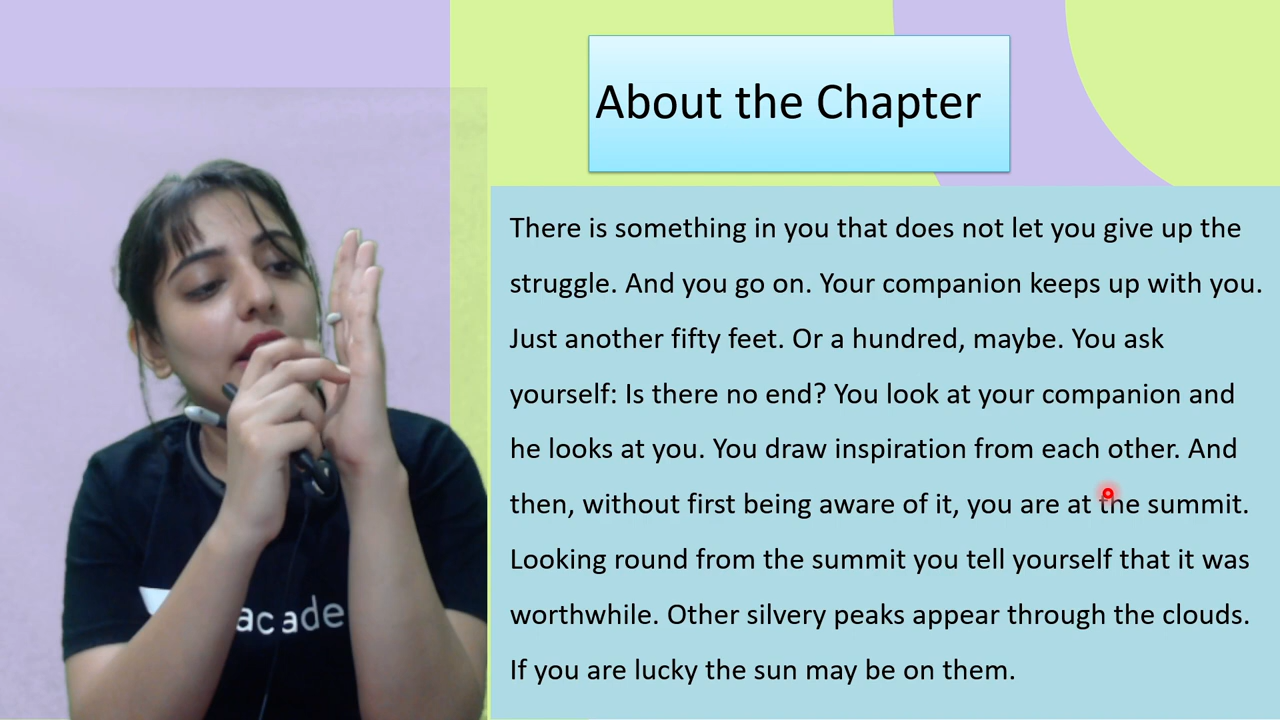 About the Chapter
There is something in you that does not let you give up the
struggle. And you go on. Your companion keeps up with you.
Just another fifty feet. Or a hundred, maybe. You ask
yourself: Is there no end? You look at your companion and
he looks at you. You draw inspiration from each other. And
then, without first being aware of it, you are at the summit.
Looking round from the summit you tell yourself that it was
worthwhile. Other silvery peaks appear through the clouds.
If you are lucky the sun may be on them.
acade